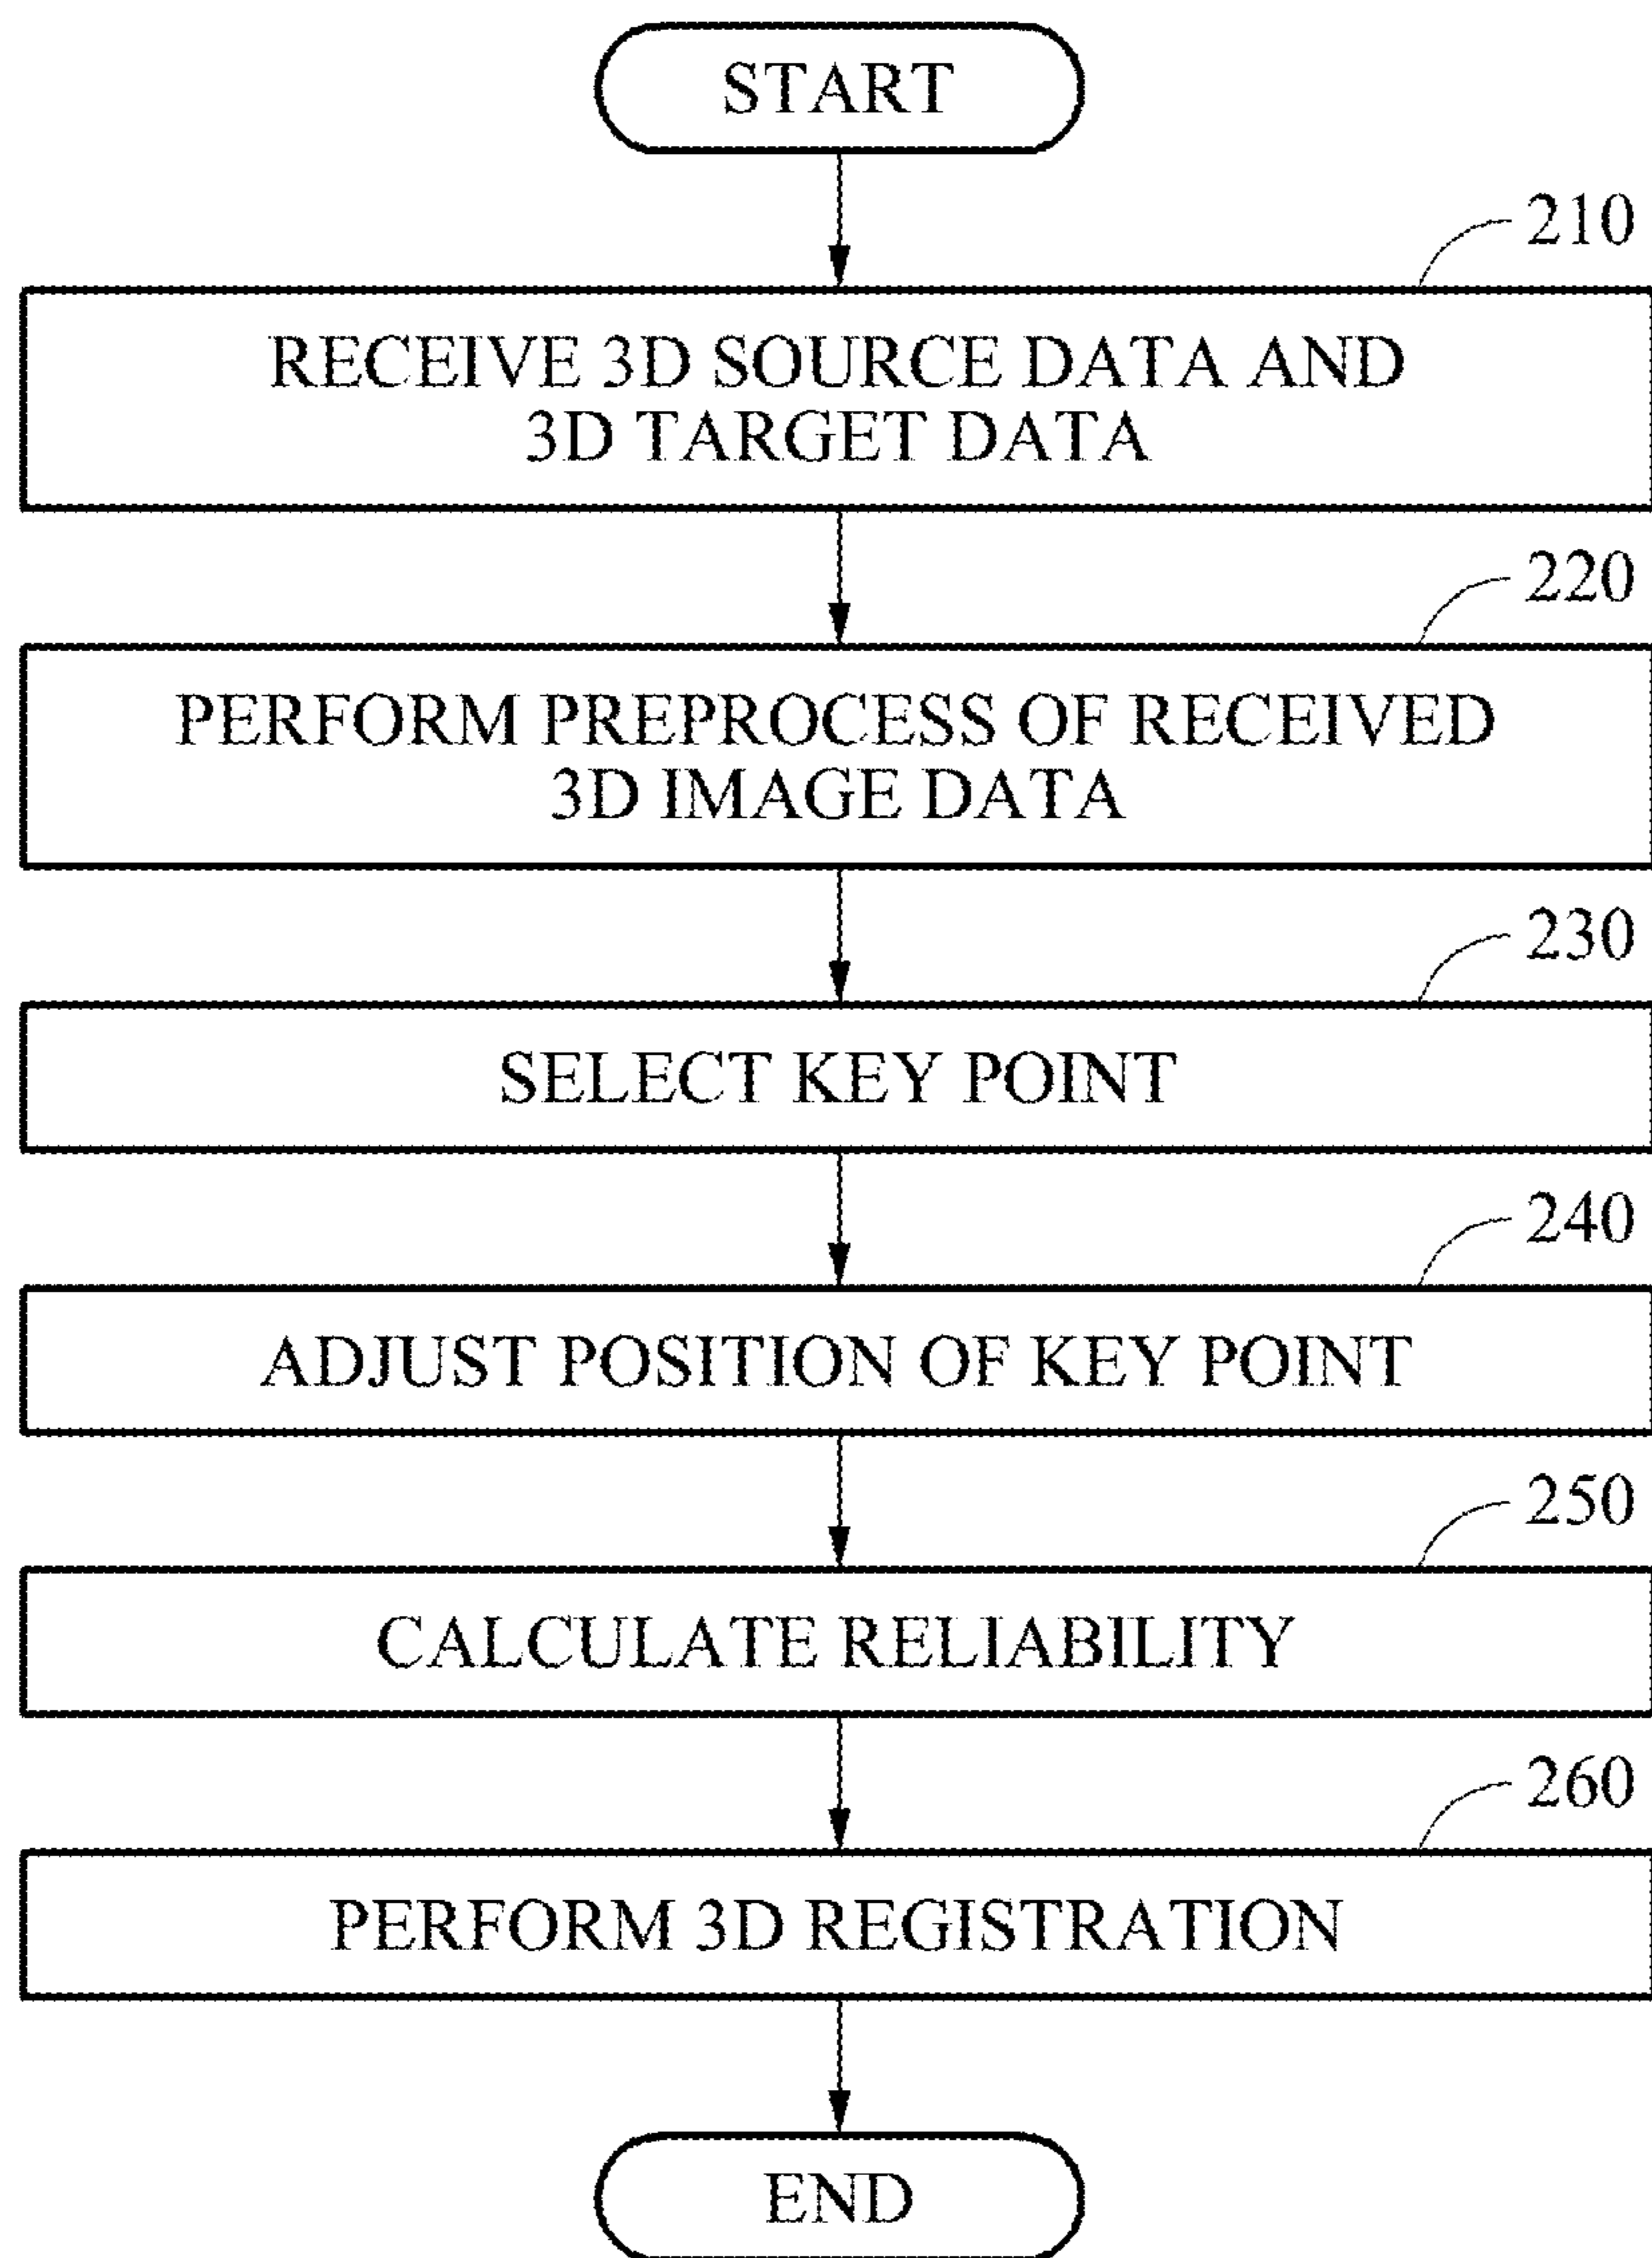 START
210
RECEIVE 3D SOURCE DATA AND
3D TARGET DATA
220
PERFORM PREPROCESS OF RECEIVED
3D IMAGE DATA
230
SELECT KEY POINT
240
ADJUST POSITION OF KEY POINT
250
CALCULATE RELIABILITY
260
PERFORM 3D REGISTRATION
END